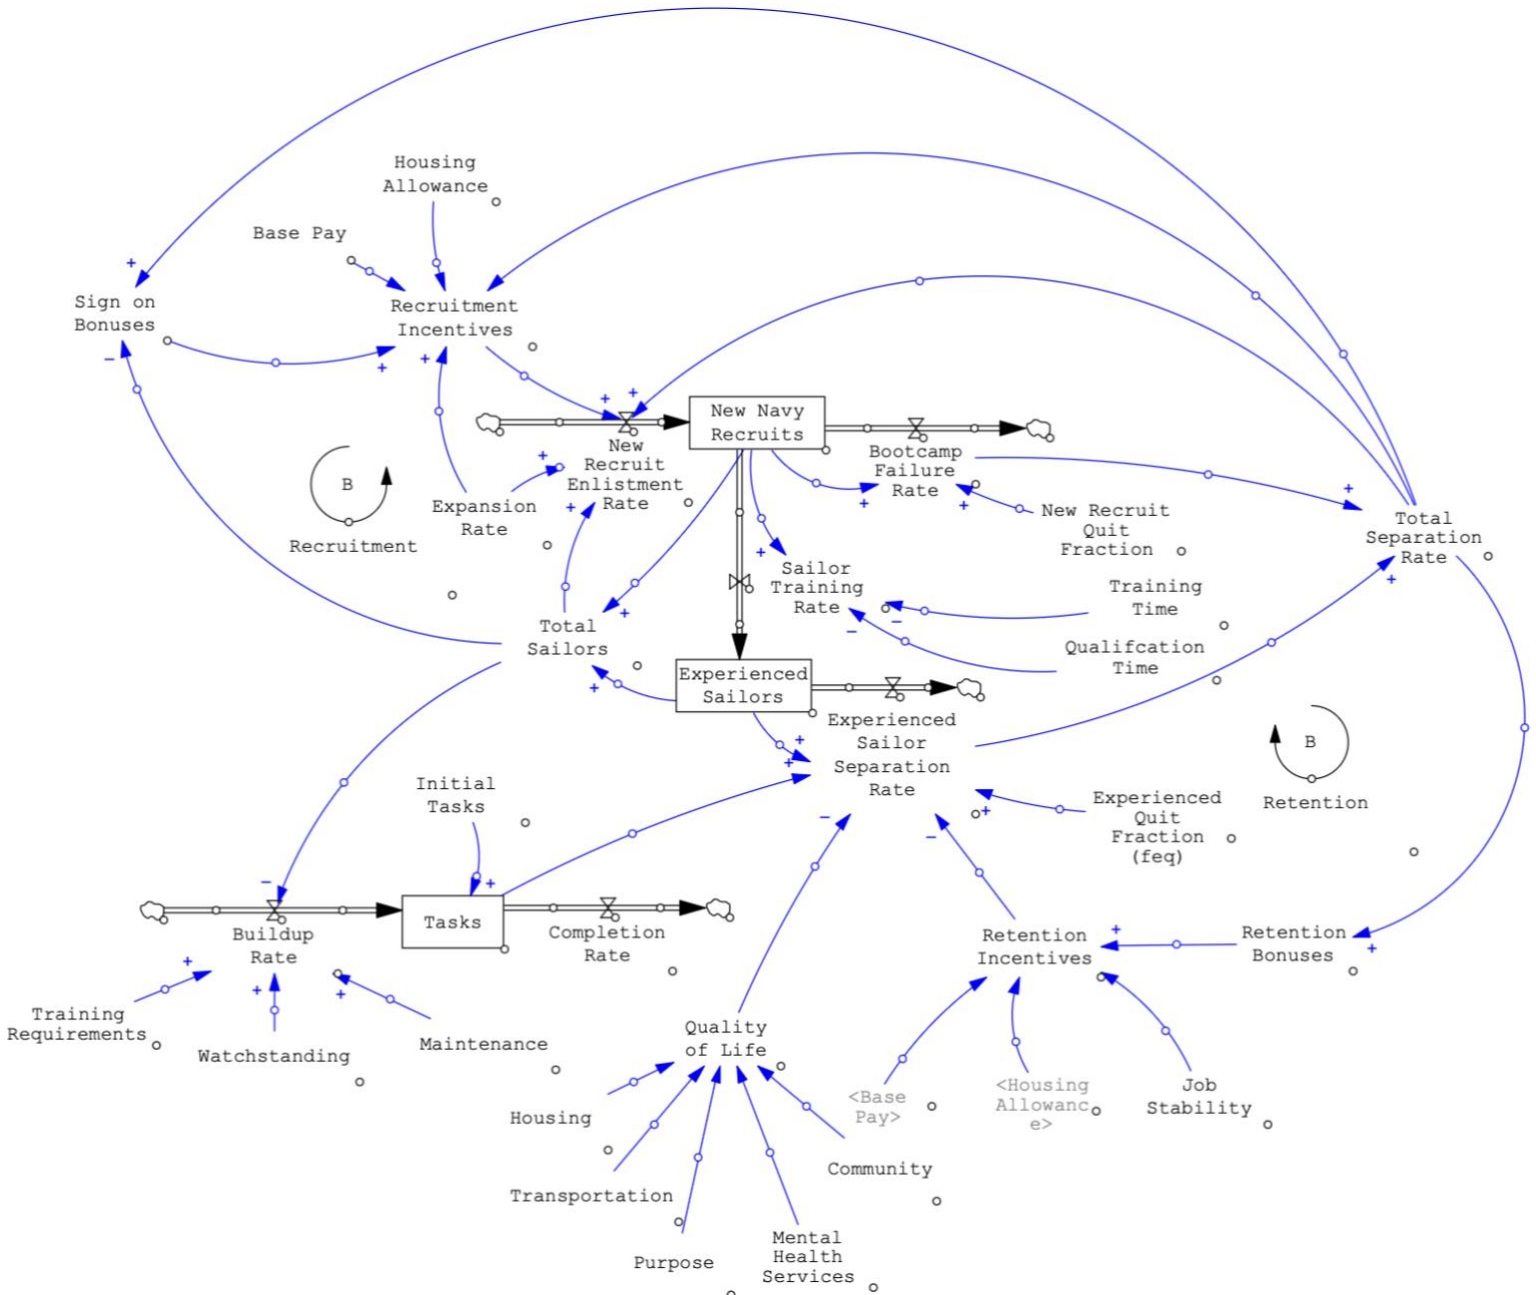 Housing
Allowance
Base Pay
+
Sign on
Bonuses
−
Recruitment
Incentives
+
+
+
+
New Navy
Recruits
New
Recruit
Enlistment
Rate
+
+
Bootcamp
Failure
Rate
+
+
+
Total
Separation
Rate
+
B
Recruitment
Expansion
Rate
New Recruit
Quit
Fraction
+
Sailor
Training
Rate
−
−
Training
Time
Qualifcation
Time
+
Total
Sailors
+
Experienced
Sailors
Experienced
Sailor
Separation
Rate
+
+
−
−
+
B
Retention
Initial
Tasks
+
Experienced
Quit
Fraction
(feq)
−
Tasks
Buildup
Rate
Completion
Rate
Retention
Incentives
+
Retention
Bonuses
+
+
+
+
Training
Requirements
Watchstanding
Maintenance
Quality
of Life
<Base
Pay>
<Housing
Allowanc
e>
Job
Stability
Housing
Transportation
Purpose
Mental
Health
Services
Community